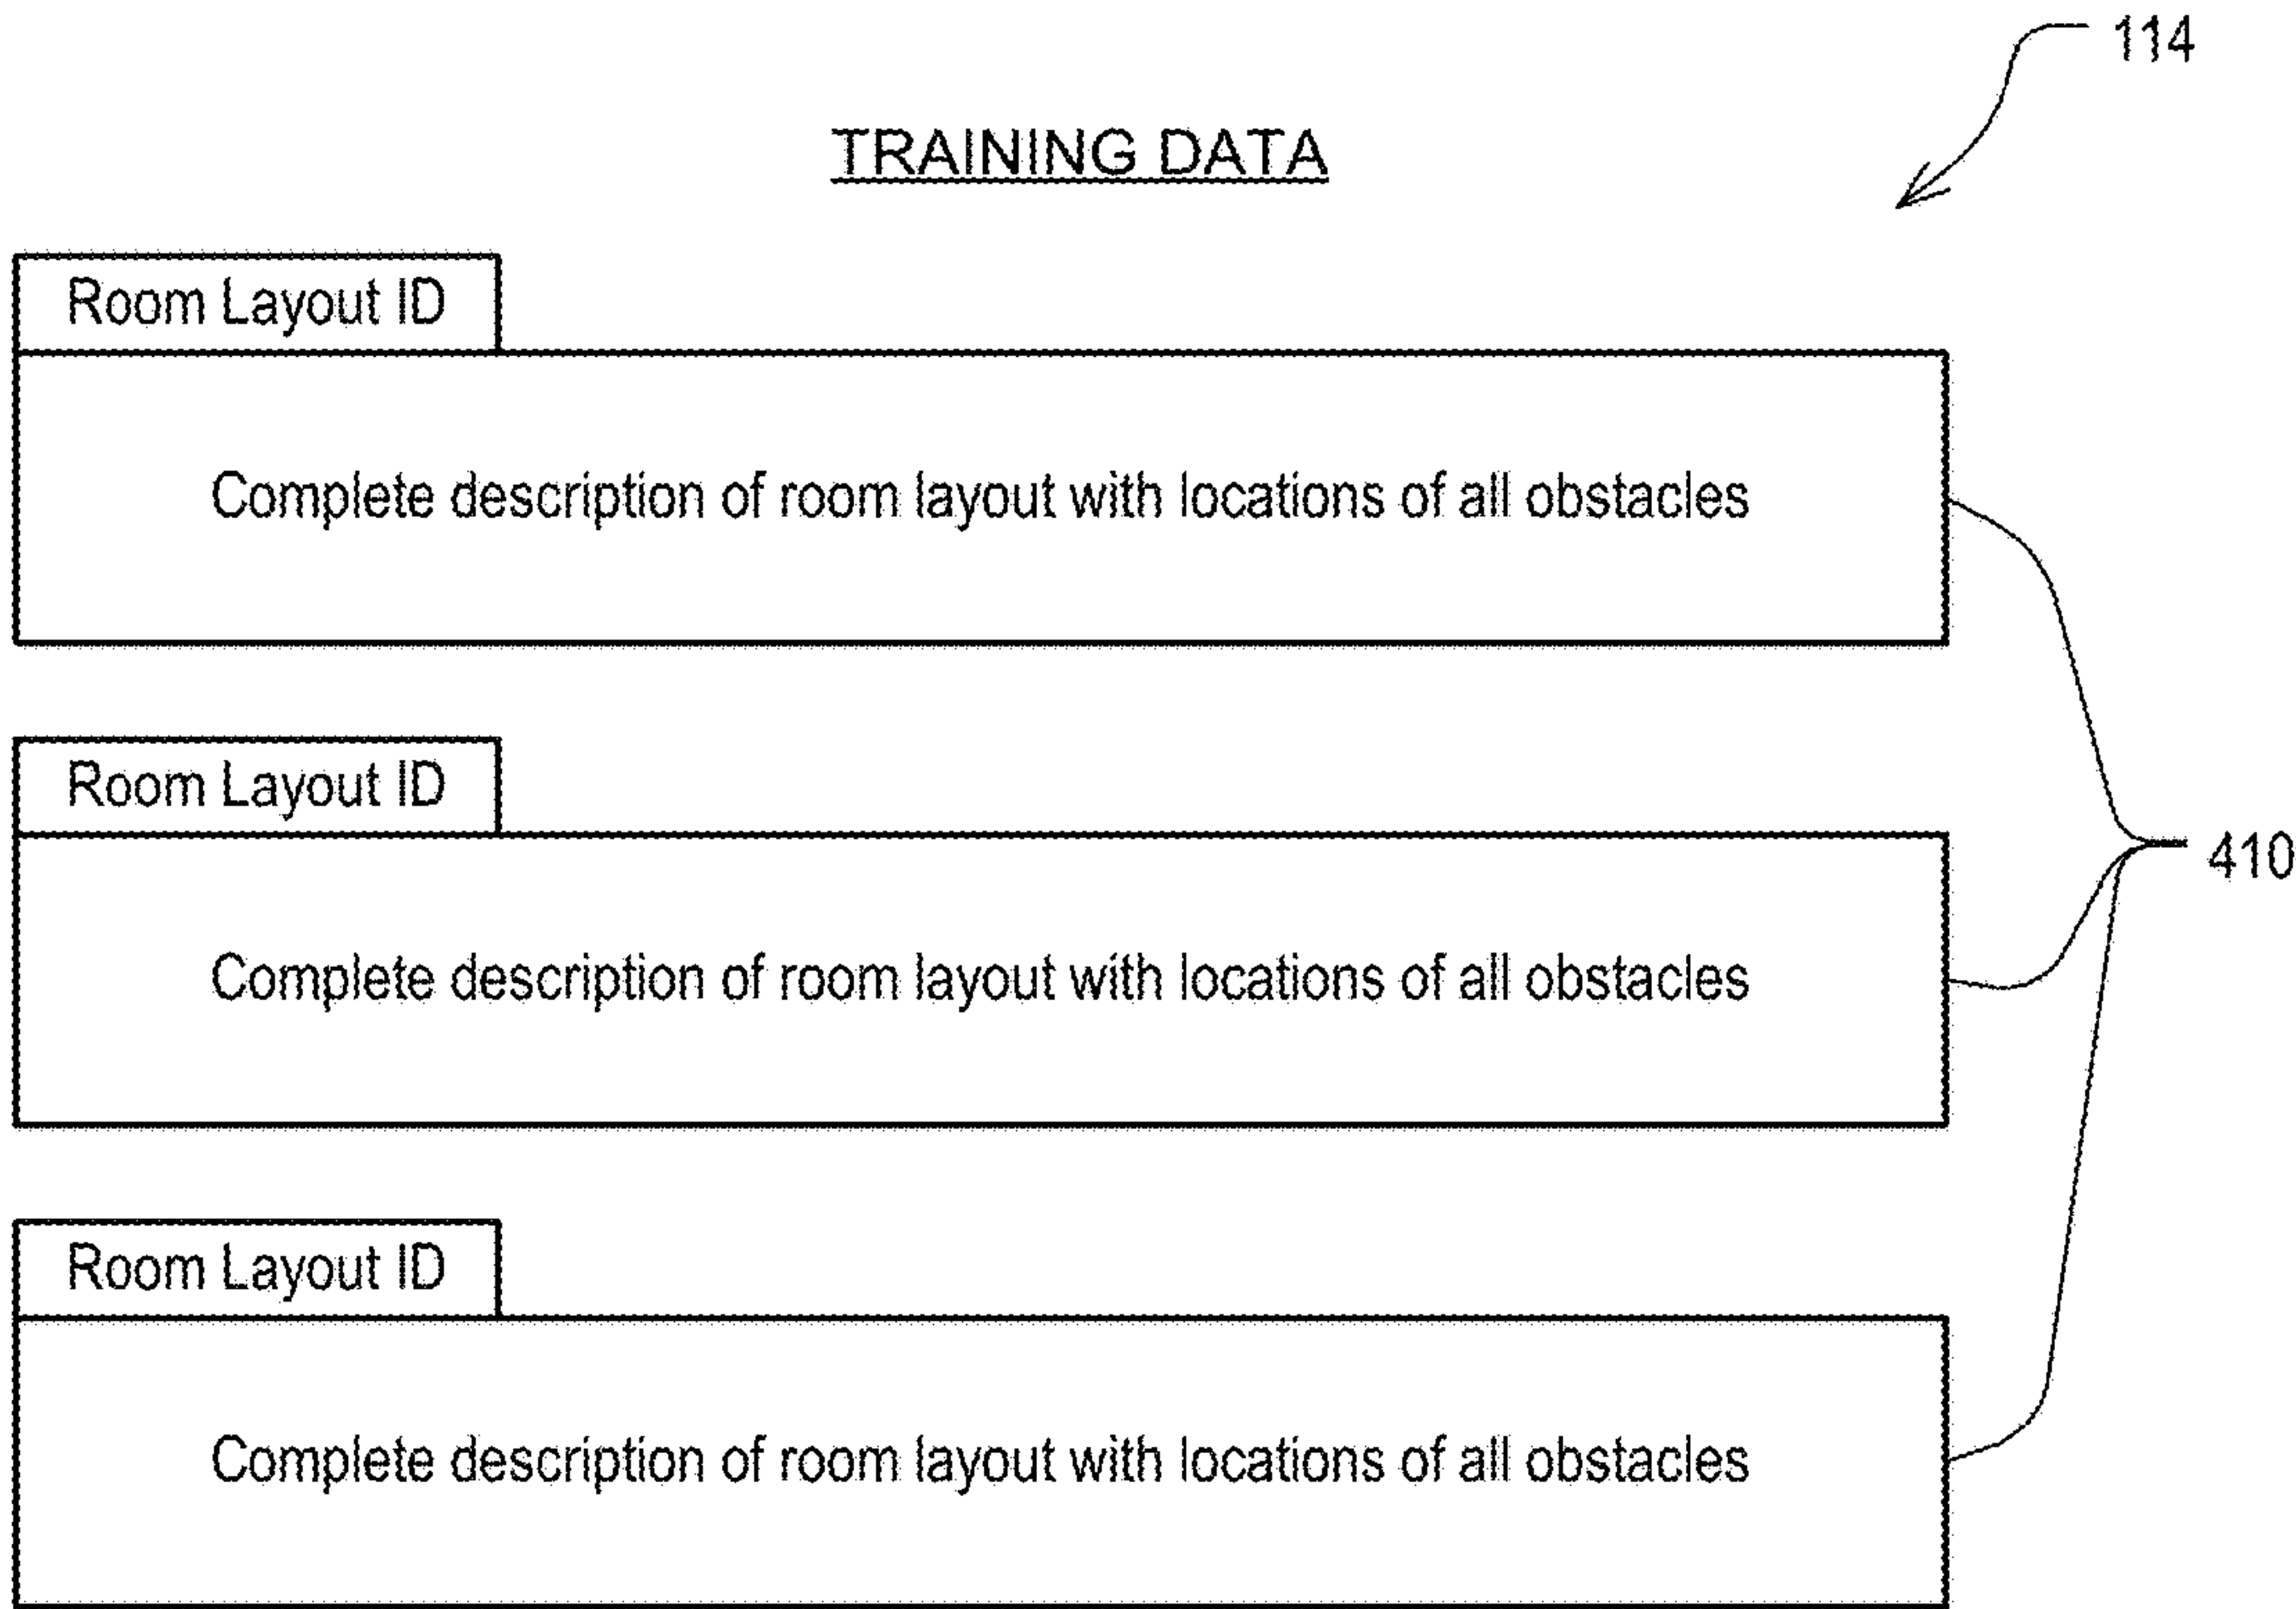 114
TRAINING DATA
Room Layout ID
Complete description of room layout with locations of all obstacles
Room Layout ID
410
Complete description of room layout with locations of all obstacles
Room Layout ID
Complete description of room layout with locations of all obstacles